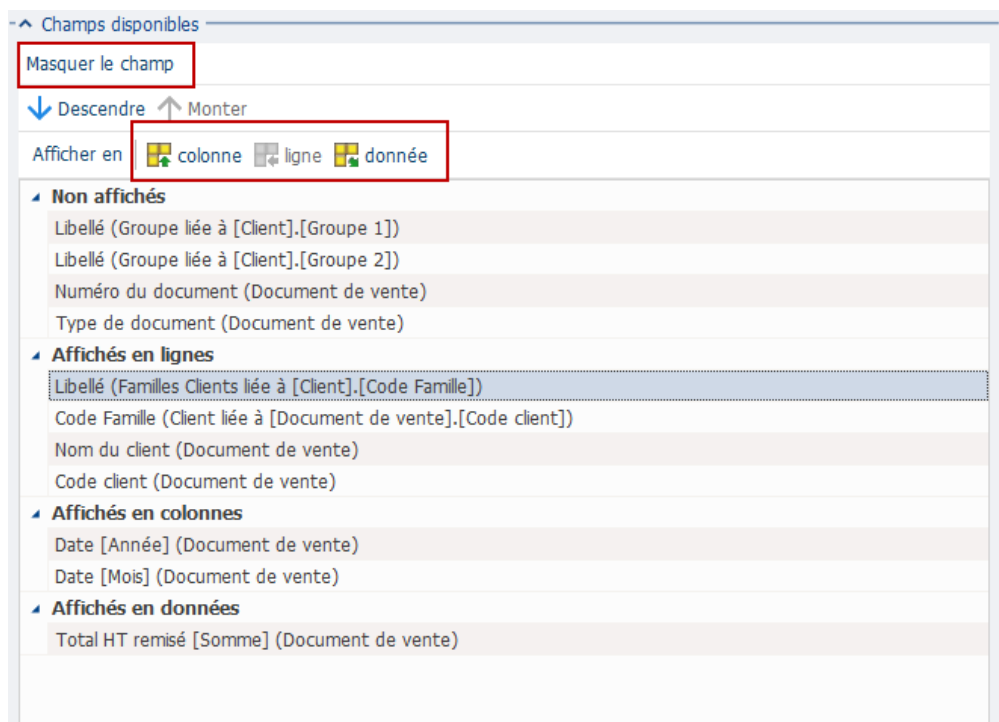 Champs disponibles
Masquer le champ
Descendre Monter
Afficher en colonne ligne donnée
Non affichés
Libellé (Groupe liée à [Client].[Groupe 1])
Libellé (Groupe liée à [Client].[Groupe 2])
Numéro du document (Document de vente)
Type de document (Document de vente)
Affichés en lignes
Libellé (Familles Clients liée à [Client].[Code Famille])
Code Famille (Client liée à [Document de vente].[Code client])
Nom du client (Document de vente)
Code client (Document de vente)
Affichés en colonnes
Date [Année] (Document de vente)
Date [Mois] (Document de vente)
Affichés en données
Total HT remisé [Somme] (Document de vente)